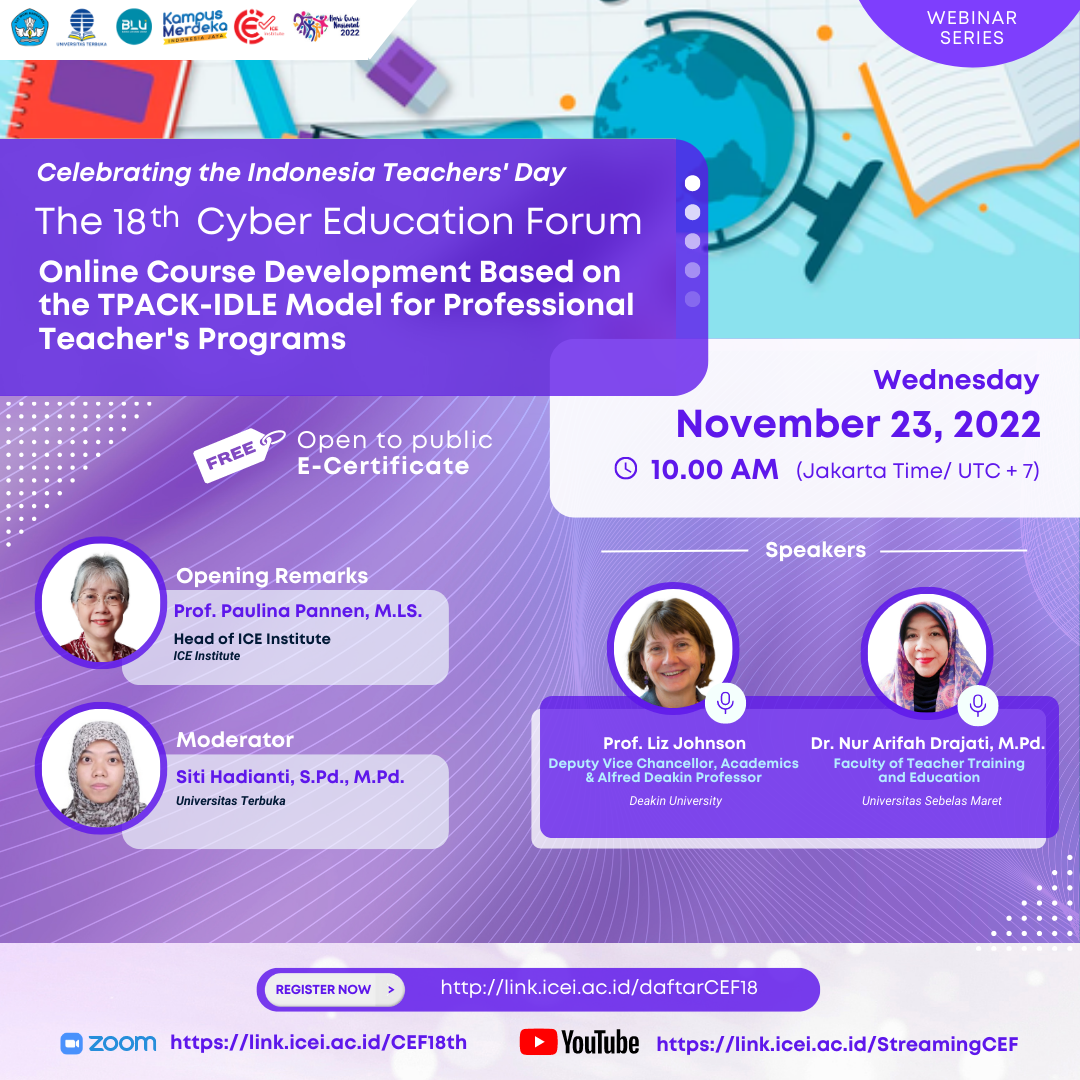 UNIVERSITAS TERBUKA
BLU
Kampus
Merdeka
INDONESIA JAYA
ICE
Institute
Hari Guru
Nasional
2022
WEBINAR
SERIES
Celebrating the Indonesia Teachers' Day
The 18th Cyber Education Forum
Online Course Development Based on
the TPACK-IDLE Model for Professional
Teacher's Programs
Wednesday
November 23, 2022
10.00 AM (Jakarta Time/ UTC + 7)
FREE
Open to public
E-Certificate
Opening Remarks
Prof. Paulina Pannen, M.LS.
Head of ICE Institute
ICE Institute
Moderator
Siti Hadianti, S.Pd., M.Pd.
Universitas Terbuka
Speakers
Prof. Liz Johnson
Deputy Vice Chancellor, Academics
& Alfred Deakin Professor
Deakin University
Dr. Nur Arifah Drajati, M.Pd.
Faculty of Teacher Training
and Education
Universitas Sebelas Maret
REGISTER NOW >
http://link.icei.ac.id/daftarCEF18
zoom https://link.icei.ac.id/CEF18th
YouTube https://link.icei.ac.id/StreamingCEF